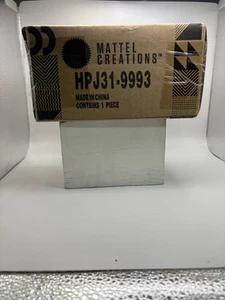 MATTEL
CREATIONS™
HPJ31-9993
MADE IN CHINA
CONTAINS 1 PIECE